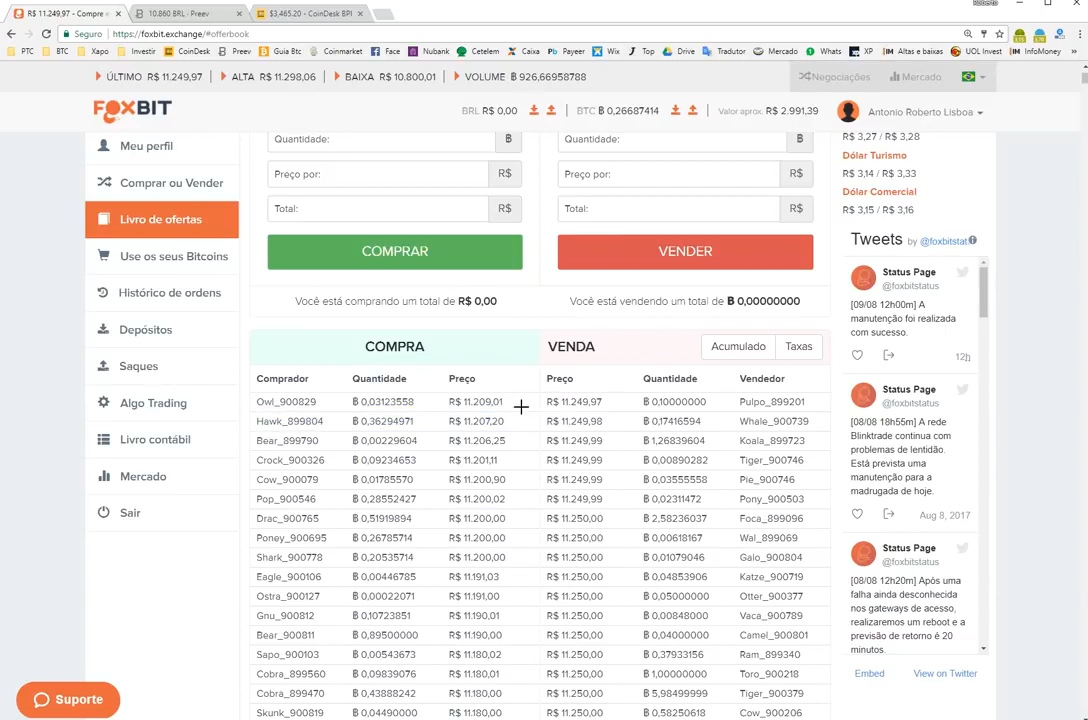 Roberto
R$ 11.249,97 - Compre e
10.860 BRL - Preev
$3,465.20 - CoinDesk BPI
Seguro
https://foxbit.exchange/#offerbook
PTC BTC Xapo Investir CoinDesk Preev Guia Btc Coinmarket Face Nubank Cetelem Caixa Payeer Wix Top Drive Tradutor Mercado Whats XP Altas e baixas UOL Invest InfoMoney »
ÚLTIMO R$ 11.249,97 ALTA R$ 11.298,06 BAIXA R$ 10.800,01 VOLUME ฿ 926,66958788
Negociações Mercado
FOXBIT
BRL R$ 0,00 BTC ฿ 0,26687414 Valor aprox. R$ 2.991,39
Antonio Roberto Lisboa
Meu perfil
Comprar ou Vender
Livro de ofertas
Use os seus Bitcoins
Histórico de ordens
Depósitos
Saques
Algo Trading
Livro contábil
Mercado
Sair
Suporte
Quantidade: ฿ Quantidade: ฿
Preço por: R$ Preço por: R$
Total: R$ Total: R$
COMPRAR VENDER
Você está comprando um total de R$ 0,00 Você está vendendo um total de ฿ 0,00000000
COMPRA VENDA Acumulado Taxas
Comprador Quantidade Preço Preço Quantidade Vendedor
Owl_900829 ฿ 0,03123558 R$ 11.209,01 R$ 11.249,97 ฿ 0,10000000 Pulpo_899201
Hawk_899804 ฿ 0,36294971 R$ 11.207,20 R$ 11.249,98 ฿ 0,17416594 Whale_900739
Bear_899790 ฿ 0,00229604 R$ 11.206,25 R$ 11.249,99 ฿ 1,26839604 Koala_899723
Crock_900326 ฿ 0,09234653 R$ 11.201,11 R$ 11.249,99 ฿ 0,00890282 Tiger_900746
Cow_900079 ฿ 0,01785570 R$ 11.200,90 R$ 11.249,99 ฿ 0,03555558 Pie_900746
Pop_900546 ฿ 0,28552427 R$ 11.200,02 R$ 11.249,99 ฿ 0,02311472 Pony_900503
Drac_900765 ฿ 0,51919894 R$ 11.200,00 R$ 11.250,00 ฿ 2,58236037 Foca_899096
Poney_900695 ฿ 0,26785714 R$ 11.200,00 R$ 11.250,00 ฿ 0,00618167 Wal_899069
Shark_900778 ฿ 0,20535714 R$ 11.200,00 R$ 11.250,00 ฿ 0,01079046 Galo_900804
Eagle_900106 ฿ 0,00446785 R$ 11.191,03 R$ 11.250,00 ฿ 0,04853906 Katze_900719
Ostra_900127 ฿ 0,00022071 R$ 11.191,00 R$ 11.250,00 ฿ 0,05000000 Otter_900377
Gnu_900812 ฿ 0,10723851 R$ 11.190,01 R$ 11.250,00 ฿ 0,00848000 Vaca_900789
Bear_900811 ฿ 0,89500000 R$ 11.190,00 R$ 11.250,00 ฿ 0,04000000 Camel_900801
Sapo_900103 ฿ 0,00543673 R$ 11.180,02 R$ 11.250,00 ฿ 0,37933156 Ram_899340
Cobra_899560 ฿ 0,09839076 R$ 11.180,01 R$ 11.250,00 ฿ 1,00000000 Toro_900218
Cobra_899470 ฿ 0,43888242 R$ 11.180,00 R$ 11.250,00 ฿ 5,98499999 Tiger_900379
Skunk_900819 ฿ 0,04490000 R$ 11.180,00 R$ 11.250,00 ฿ 0,58250618 Cow_900206
R$ 3,27 / R$ 3,28
Dólar Turismo
R$ 3,14 / R$ 3,33
Dólar Comercial
R$ 3,15 / R$ 3,16
Tweets by @foxbitstat
Status Page
@foxbitstatus
[09/08 12h00m] A
manutenção foi realizada
com sucesso.
12h
Status Page
@foxbitstatus
[08/08 18h55m] A rede
Blinktrade continua com
problemas de lentidão.
Está prevista uma
manutenção para a
madrugada de hoje.
Aug 8, 2017
Status Page
@foxbitstatus
[08/08 12h20m] Após uma
falha ainda desconhecida
nos gateways de acesso,
realizaremos um reboot e a
previsão de retorno é 20
minutos.
Embed View on Twitter